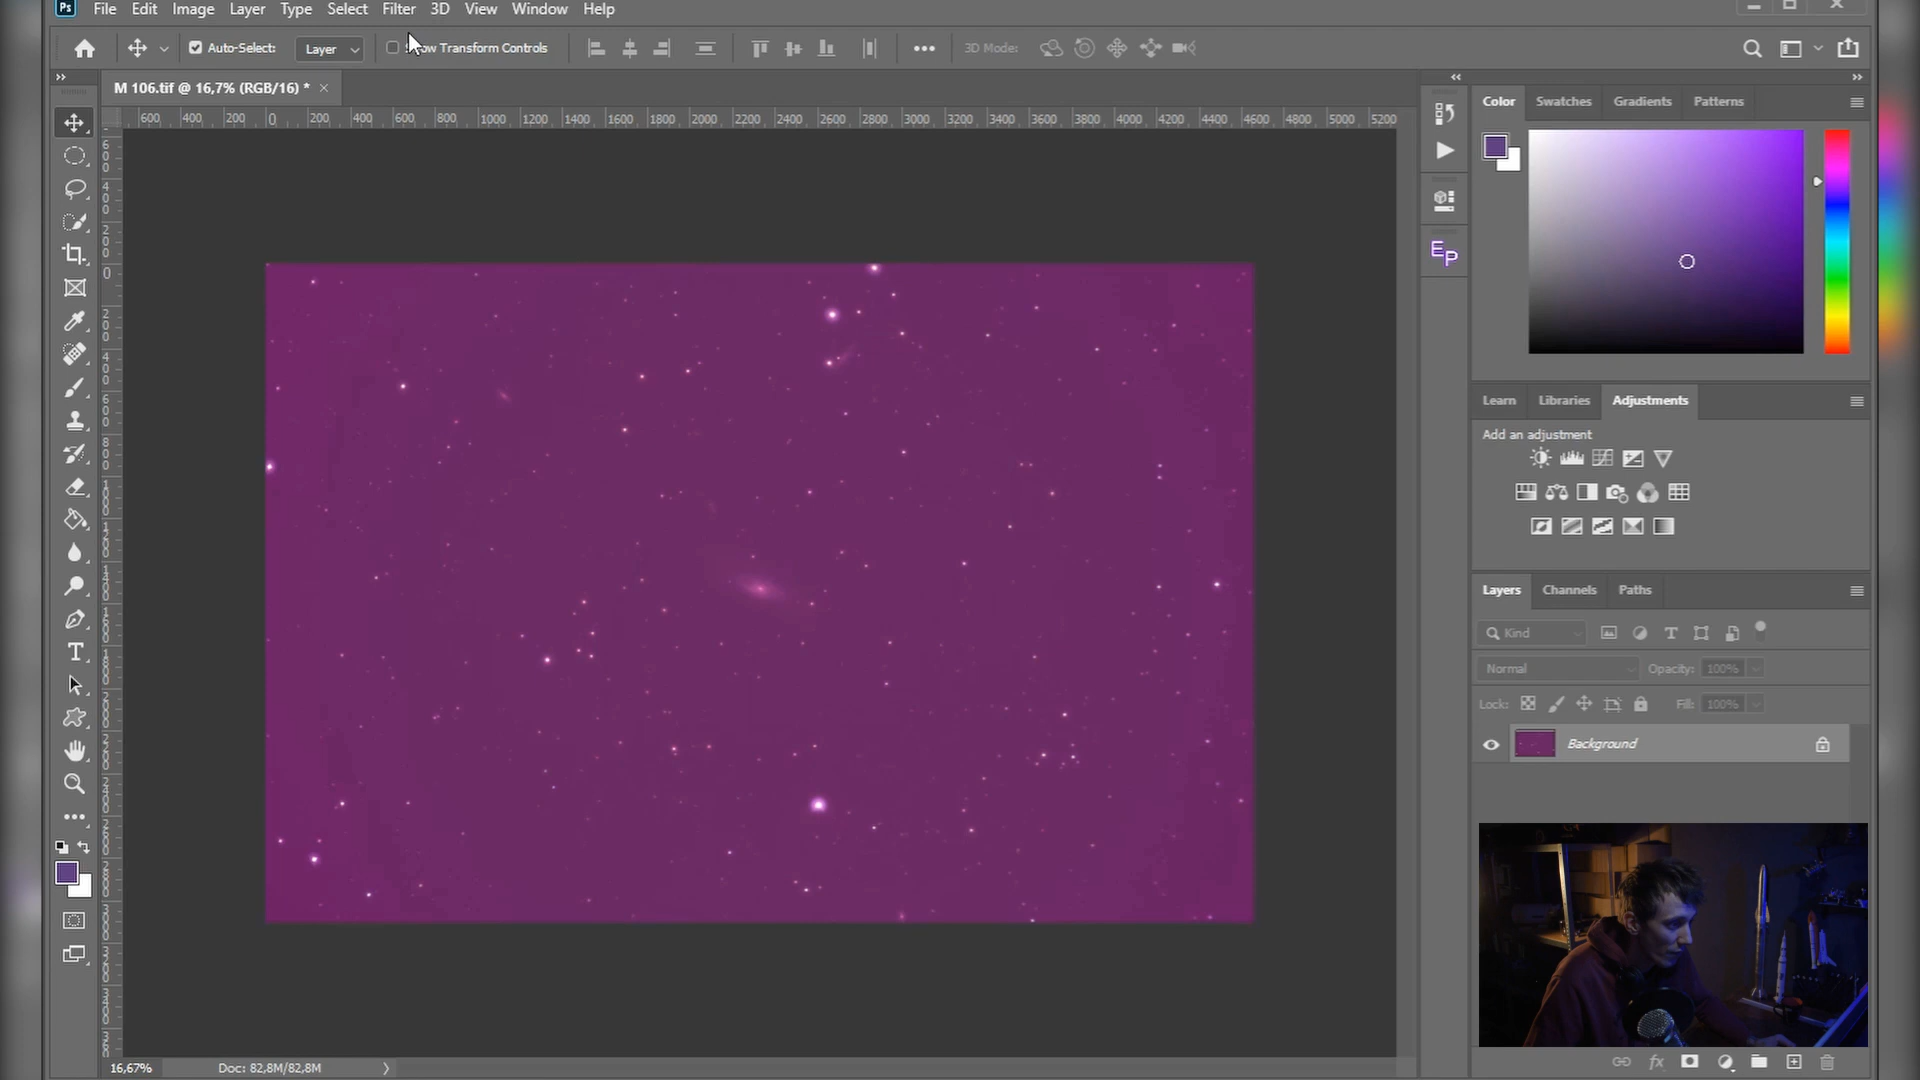 Ps File Edit Image Layer Type Select Filter 3D View Window Help
Auto-Select: Layer Transform Controls 3D Mode:
M 106.tif @ 16,7% (RGB/16) *
600 400 200 0 200 400 600 800 1000 1200 1400 1600 1800 2000 2200 2400 2600 2800 3000 3200 3400 3600 3800 4000 4200 4400 4600 4800 5000 5200
Color Swatches Gradients Patterns
EP
Learn Libraries Adjustments
Add an adjustment
Layers Channels Paths
Kind
Normal Opacity: 100%
Lock: Fill: 100%
Background
16,67% Doc: 82,8M/82,8M